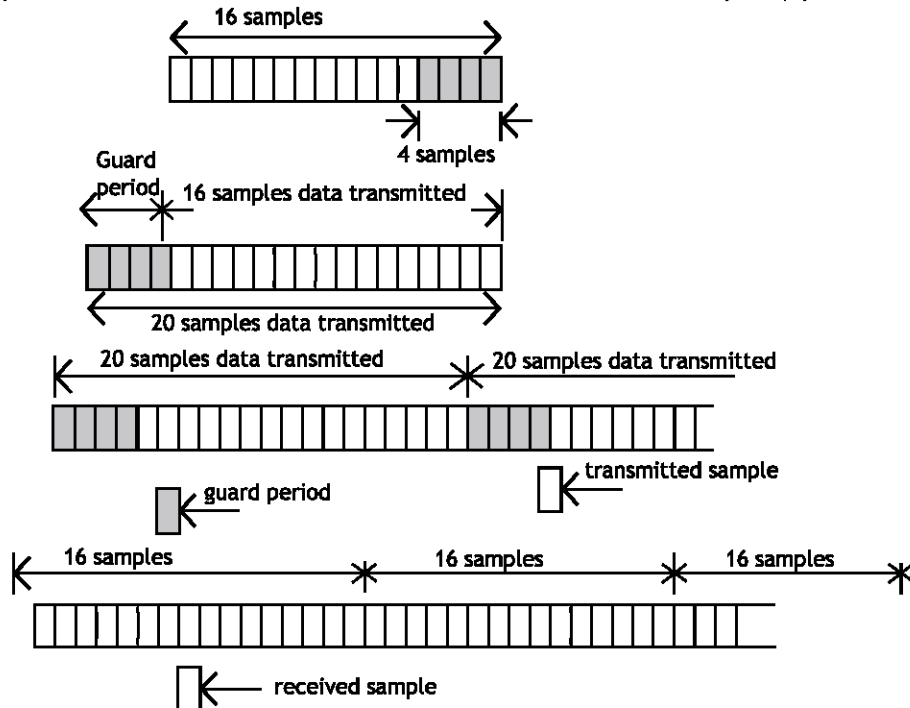 16 samples
4 samples
Guard
period
16 samples data transmitted
20 samples data transmitted
20 samples data transmitted
20 samples data transmitted
transmitted sample
guard period
16 samples
16 samples
16 samples
received sample